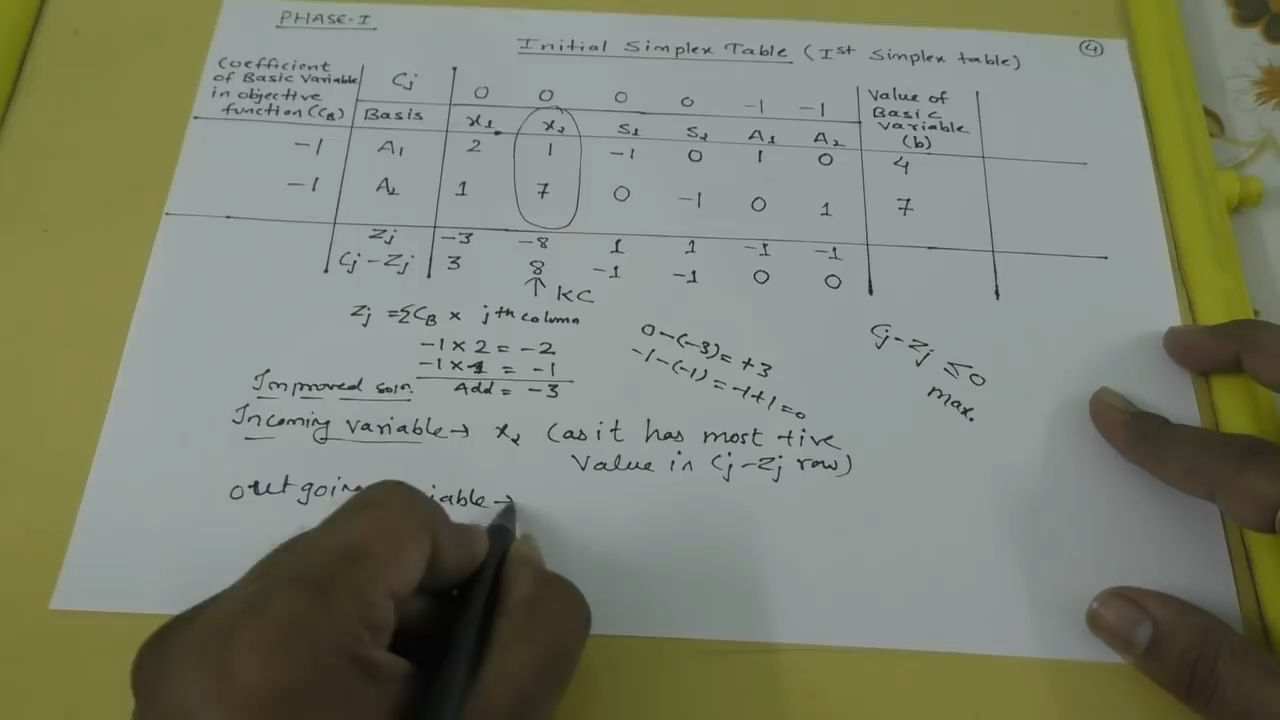 PHASE-I
Initial Simplex Table (Ist Simplex table)
4
Coefficient of Basic Variable in objective function (CB) Cj 0 0 0 0 -1 -1 Value of Basic Variable (b)
Basis x1 x2 S1 S2 A1 A2
-1 A1 2 1 -1 0 1 0 4
-1 A2 1 7 0 -1 0 1 7
Zj -3 -8 1 1 -1 -1
Cj-Zj 3 8 -1 -1 0 0
↑ KC
Zj = ΣCB × jth column
-1 × 2 = -2
-1 × 1 = -1
Add = -3
0-(-3) = +3
-1-(-1) = -1+1 = 0
Cj-Zj ≤ 0
max.
Improved soln.
Incoming variable → x2 (as it has most +ive
Value in Cj-Zj row)
outgoing iable →